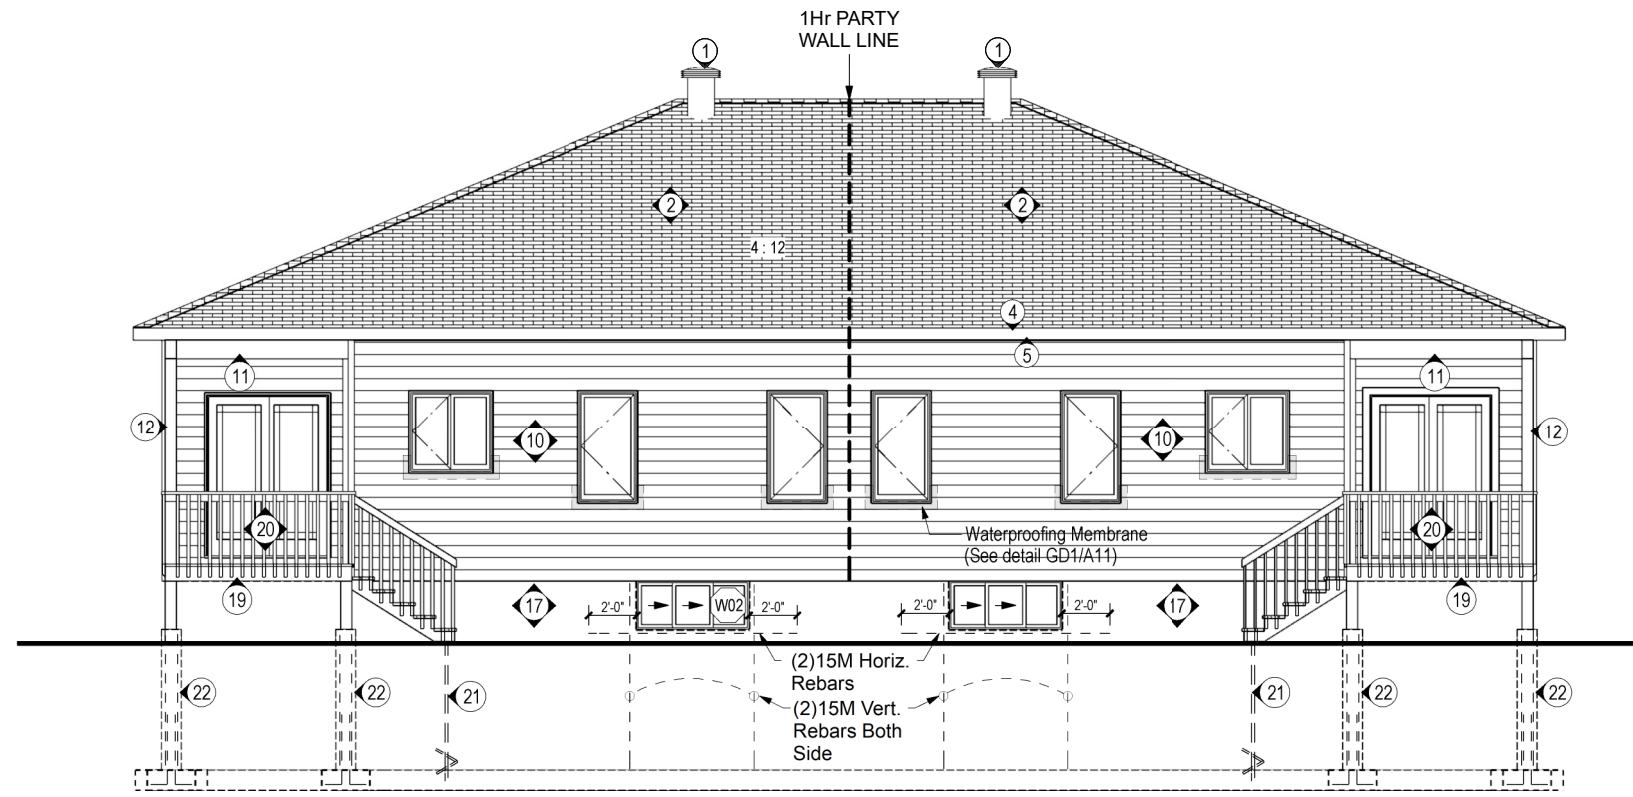 1Hr PARTY
WALL LINE
1 1
2 2
4 : 12
4
5
11 11
12 10 10 12
20 20
Waterproofing Membrane
(See detail GD1/A11)
19 19
17 2'-0" W02 2'-0" 2'-0" 2'-0" 17
(2)15M Horiz.
Rebars
22 22 21 21 22 22
(2)15M Vert.
Rebars Both
Side